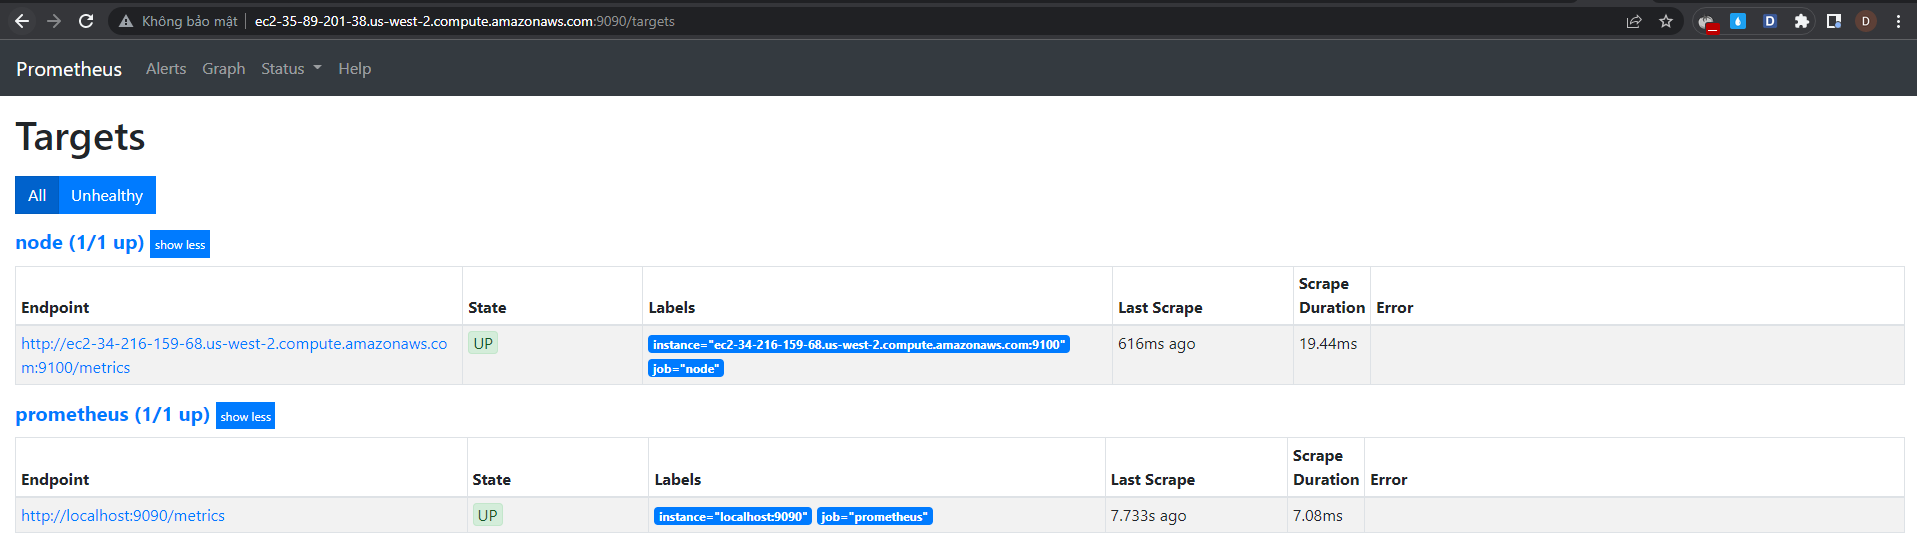 Không bảo mật ec2-35-89-201-38.us-west-2.compute.amazonaws.com:9090/targets
D
D
Prometheus Alerts Graph Status Help
Targets
All Unhealthy
node (1/1 up) show less
Endpoint State Labels Last Scrape Scrape Duration Error
http://ec2-34-216-159-68.us-west-2.compute.amazonaws.co
m:9100/metrics
UP
instance="ec2-34-216-159-68.us-west-2.compute.amazonaws.com:9100"
job="node"
616ms ago
19.44ms
prometheus (1/1 up) show less
Endpoint State Labels Last Scrape Scrape Duration Error
http://localhost:9090/metrics UP instance="localhost:9090" job="prometheus" 7.733s ago 7.08ms